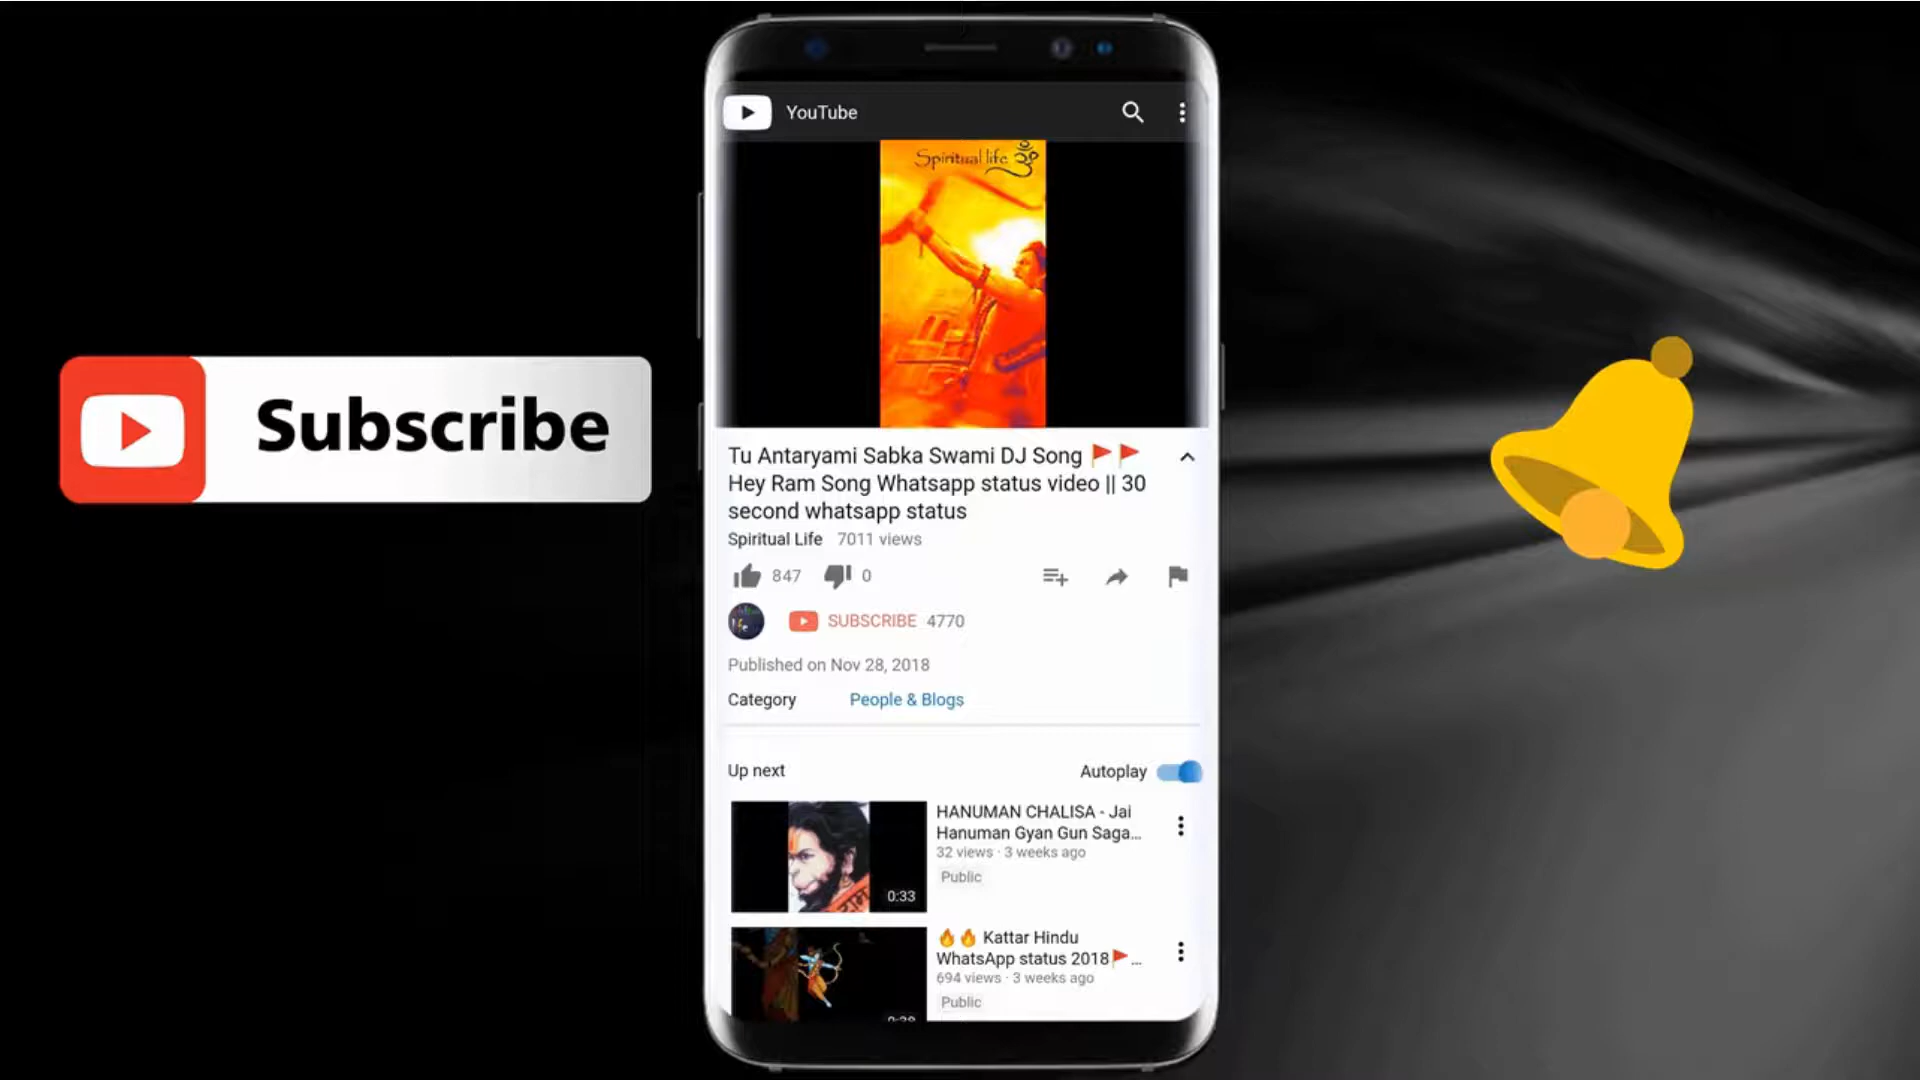 YouTube
Spiritual life ॐ
Subscribe
Tu Antaryami Sabka Swami DJ Song 🚩🚩
Hey Ram Song Whatsapp status video || 30
second whatsapp status
Spiritual Life 7011 views
847 0
life
SUBSCRIBE 4770
Published on Nov 28, 2018
Category People & Blogs
Up next Autoplay
HANUMAN CHALISA - Jai
Hanuman Gyan Gun Saga...
32 views · 3 weeks ago
Public
0:33
राम
🔥🔥 Kattar Hindu
WhatsApp status 2018🚩...
694 views · 3 weeks ago
Public